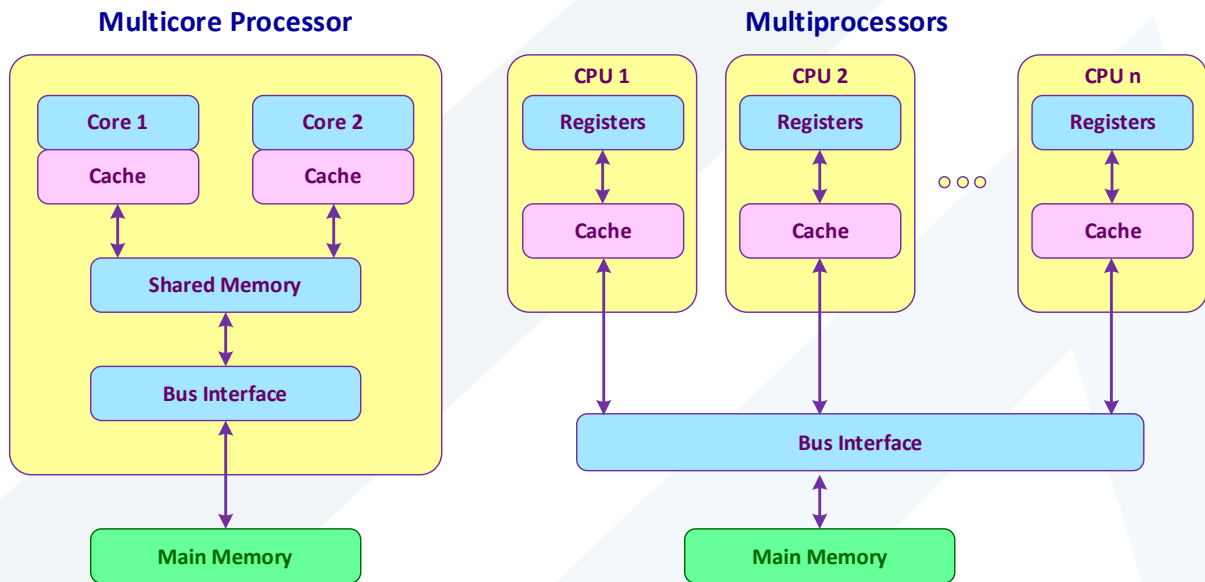 Multicore Processor
Core 1
Core 2
Cache
Cache
Shared Memory
Bus Interface
Main Memory
Multiprocessors
CPU 1
CPU 2
CPU n
Registers
Registers
Registers
Cache
Cache
Cache
Bus Interface
Main Memory